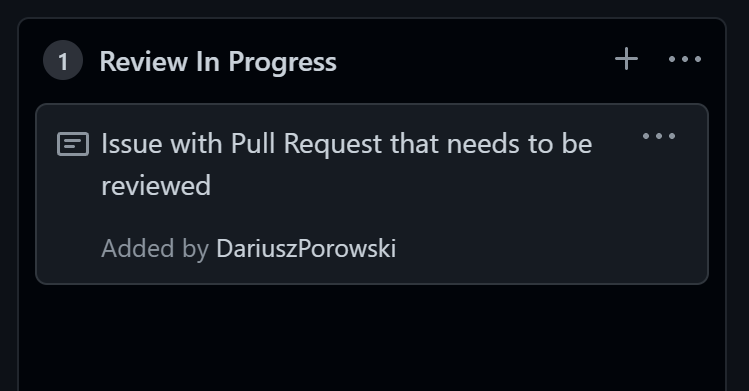 1 Review In Progress
Issue with Pull Request that needs to be
reviewed
Added by DariuszPorowski